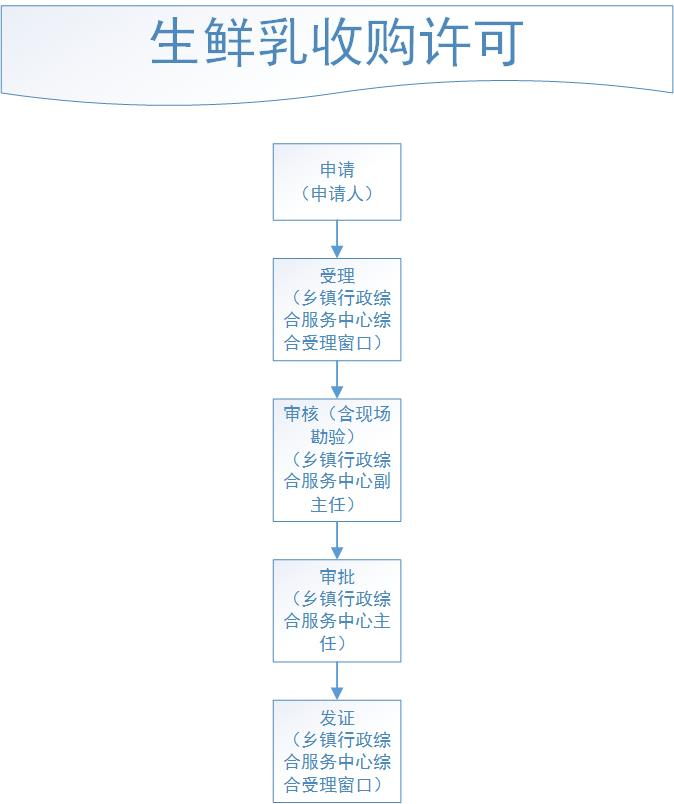 生鲜乳收购许可
申请
（申请人）
受理
（乡镇行政综
合服务中心综
合受理窗口）
审核（含现场
勘验）
（乡镇行政综
合服务中心副
主任）
审批
（乡镇行政综
合服务中心主
任）
发证
（乡镇行政综
合服务中心综
合受理窗口）